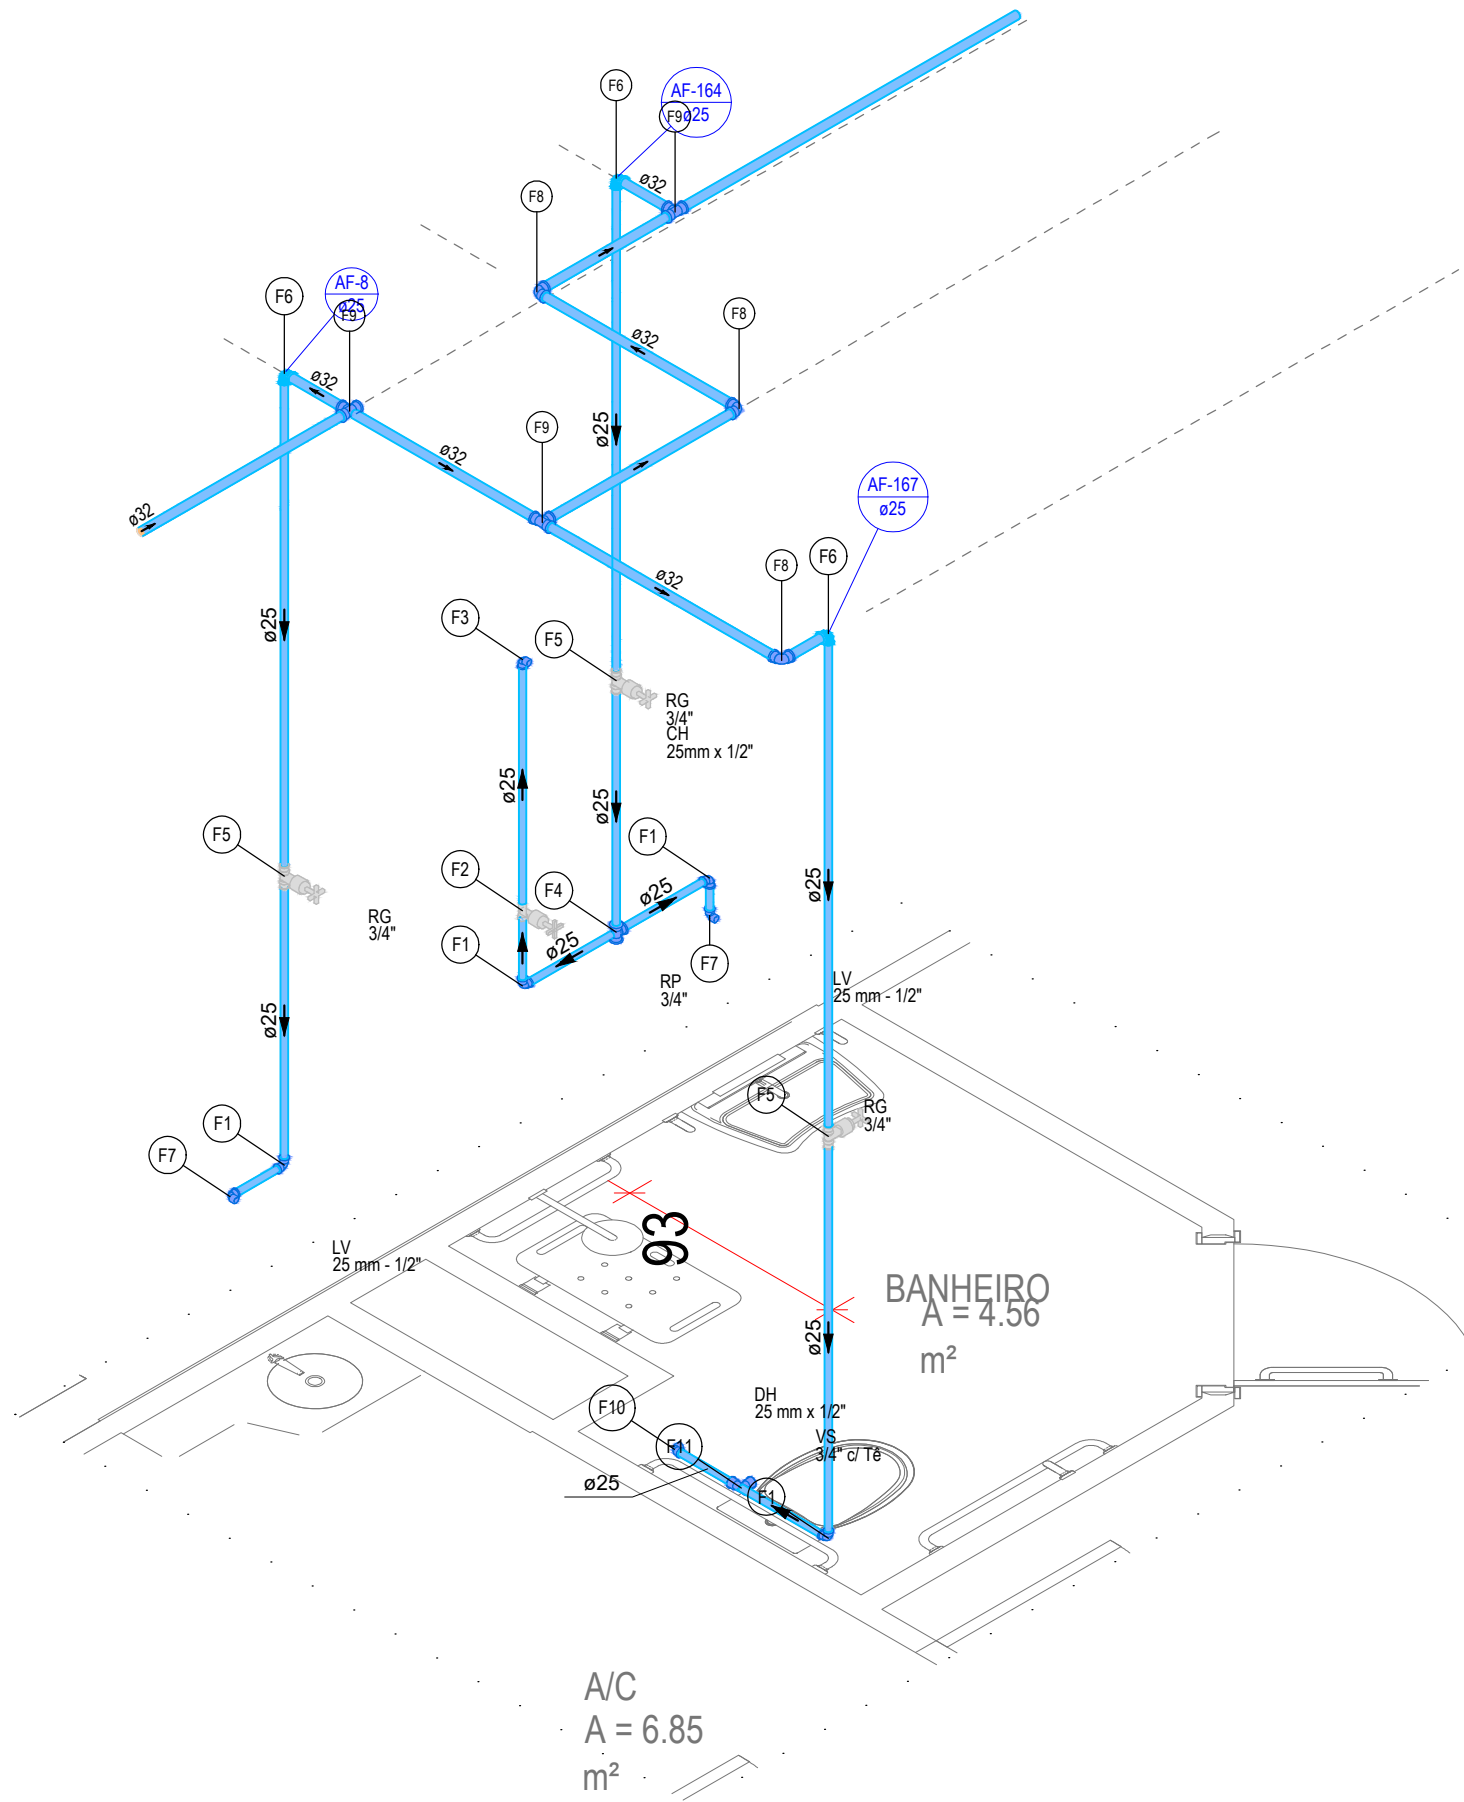 F6
AF-164
F9
ø25
ø32
F8
F6
AF-8
ø25
F9
F8
ø32
ø32
ø25
F9
ø32
AF-167
ø25
ø32
F8
F6
ø32
ø25
F3
F5
RG
3/4"
CH
25mm x 1/2"
ø25
ø25
F5
F1
F2
F4
ø25
ø25
RG
3/4"
F1
ø25
F7
RP
3/4"
LV
25 mm - 1/2"
ø25
F5
RG
3/4"
F1
F7
93
LV
25 mm - 1/2"
BANHEIRO
A = 4.56
m²
ø25
DH
25 mm x 1/2"
F10
F11
VS
3/4" c/ Tê
ø25
F1
A/C
A = 6.85
m²